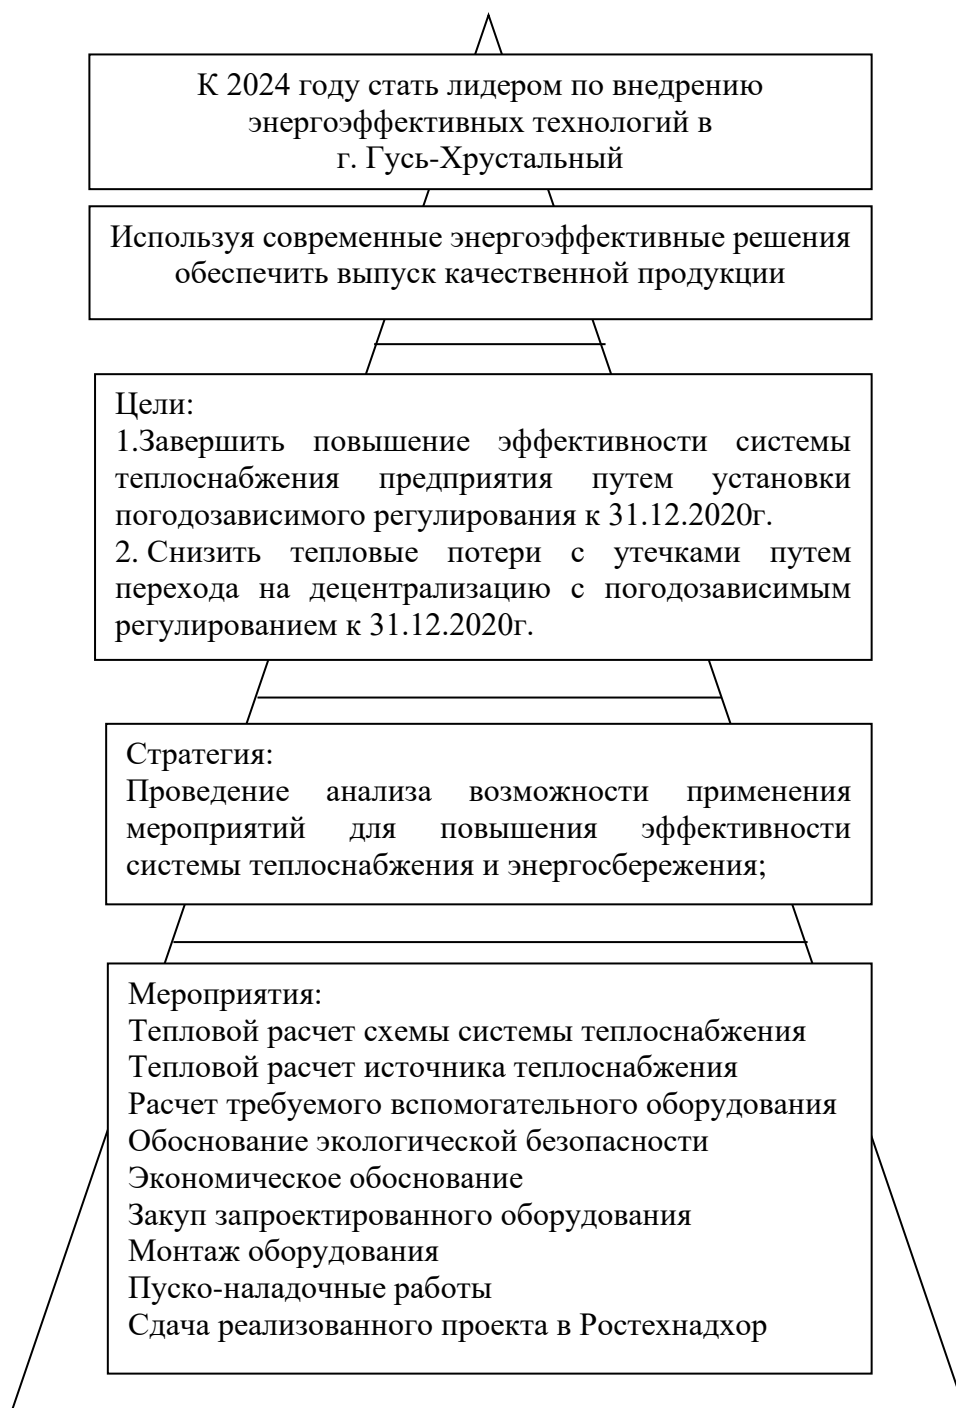 К 2024 году стать лидером по внедрению
энергоэффективных технологий в
г. Гусь-Хрустальный
Используя современные энергоэффективные решения
обеспечить выпуск качественной продукции
Цели:
1.Завершить повышение эффективности системы
теплоснабжения предприятия путем установки
погодозависимого регулирования к 31.12.2020г.
2. Снизить тепловые потери с утечками путем
перехода на децентрализацию с погодозависимым
регулированием к 31.12.2020г.
Стратегия:
Проведение анализа возможности применения
мероприятий для повышения эффективности
системы теплоснабжения и энергосбережения;
Мероприятия:
Тепловой расчет схемы системы теплоснабжения
Тепловой расчет источника теплоснабжения
Расчет требуемого вспомогательного оборудования
Обоснование экологической безопасности
Экономическое обоснование
Закуп запроектированного оборудования
Монтаж оборудования
Пуско-наладочные работы
Сдача реализованного проекта в Ростехнадхор